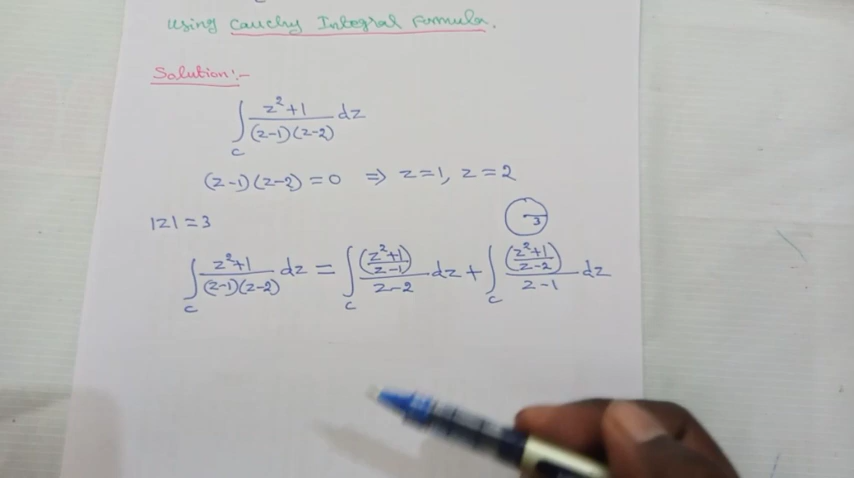 Using Cauchy Integral Formula.
Solution:-
∫_C (z²+1)/((z-1)(z-2)) dz
(z-1)(z-2) = 0 ⇒ z=1, z=2
|z| = 3
3
∫_C (z²+1)/((z-1)(z-2)) dz = ∫_C ((z²+1)/(z-1))/(z-2) dz + ∫_C ((z²+1)/(z-2))/(z-1) dz